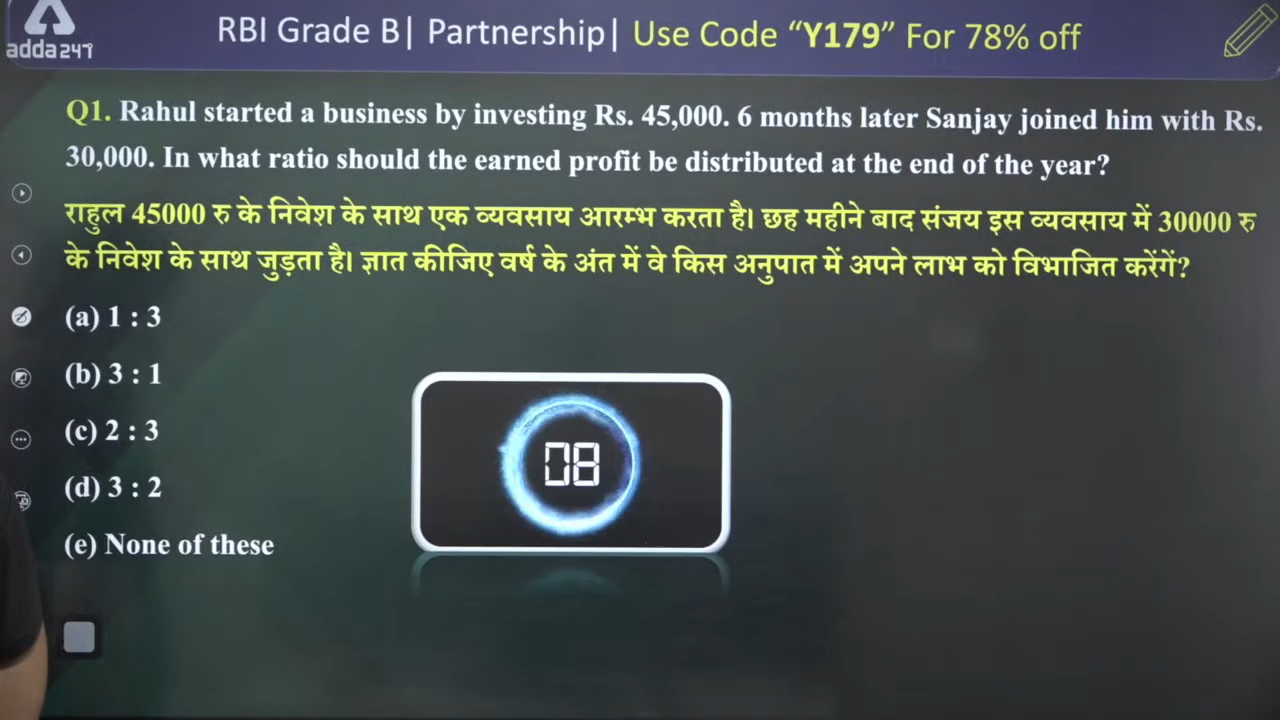 adda247
RBI Grade B| Partnership| Use Code “Y179” For 78% off
Q1. Rahul started a business by investing Rs. 45,000. 6 months later Sanjay joined him with Rs.
30,000. In what ratio should the earned profit be distributed at the end of the year?
राहुल 45000 रु के निवेश के साथ एक व्यवसाय आरम्भ करता है। छह महीने बाद संजय इस व्यवसाय में 30000 रु
के निवेश के साथ जुड़ता है। ज्ञात कीजिए वर्ष के अंत में वे किस अनुपात में अपने लाभ को विभाजित करेंगें?
(a) 1 : 3
(b) 3 : 1
(c) 2 : 3
(d) 3 : 2
(e) None of these
08